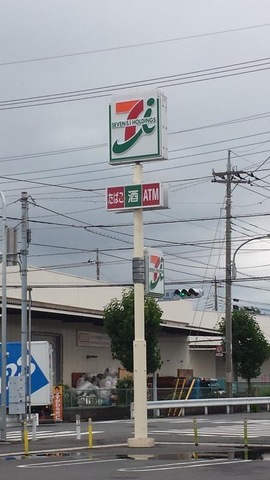 SEVEN & i HOLDINGS
たばこ 酒 ATM